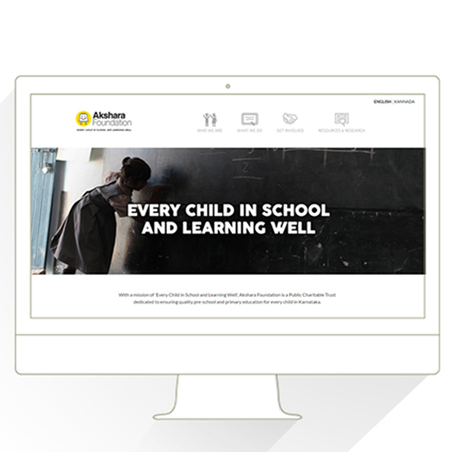 ENGLISH | KANNADA
Akshara
Foundation
EVERY CHILD IN SCHOOL AND LEARNING WELL
WHO WE ARE
WHAT WE DO
GET INVOLVED
RESOURCES & RESEARCH
EVERY CHILD IN SCHOOL
AND LEARNING WELL
With a mission of 'Every Child in School and Learning Well', Akshara Foundation is a Public Charitable Trust
dedicated to ensuring quality pre-school and primary education for every child in Karnataka.